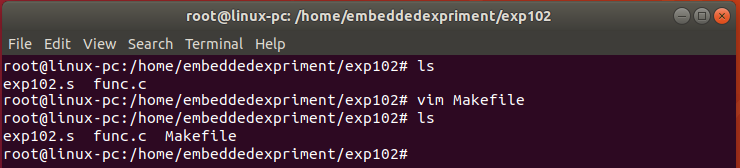 root@linux-pc: /home/embeddedexpriment/exp102
File Edit View Search Terminal Help
root@linux-pc:/home/embeddedexpriment/exp102# ls
exp102.s  func.c
root@linux-pc:/home/embeddedexpriment/exp102# vim Makefile
root@linux-pc:/home/embeddedexpriment/exp102# ls
exp102.s  func.c  Makefile
root@linux-pc:/home/embeddedexpriment/exp102#